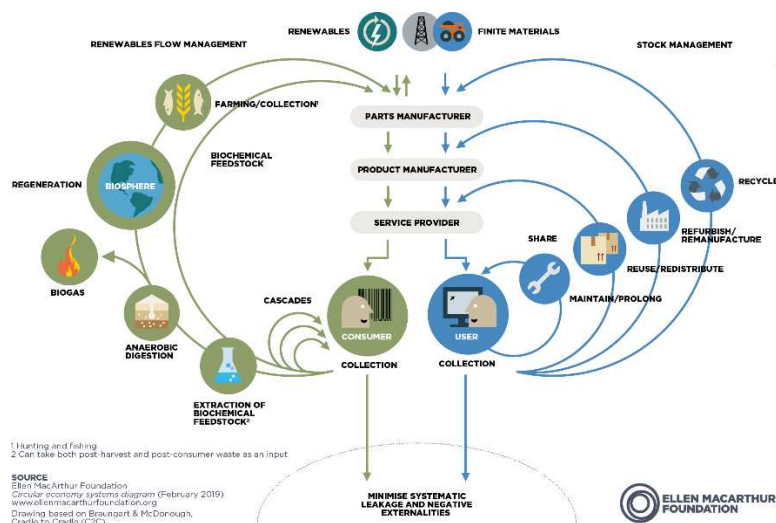 RENEWABLES
FINITE MATERIALS
RENEWABLES FLOW MANAGEMENT
STOCK MANAGEMENT
FARMING/COLLECTION¹
PARTS MANUFACTURER
BIOCHEMICAL
FEEDSTOCK
PRODUCT MANUFACTURER
REGENERATION
BIOSPHERE
RECYCLE
SERVICE PROVIDER
SHARE
REFURBISH/
REMANUFACTURE
REUSE/REDISTRIBUTE
BIOGAS
CASCADES
MAINTAIN/PROLONG
CONSUMER
USER
ANAEROBIC
DIGESTION
COLLECTION
COLLECTION
EXTRACTION OF
BIOCHEMICAL
FEEDSTOCK²
1 Hunting and fishing
2 Can take both post-harvest and post-consumer waste as an input
SOURCE
Ellen MacArthur Foundation
Circular economy systems diagram (February 2019)
www.ellenmacarthurfoundation.org
Drawing based on Braungart & McDonough,
Cradle to Cradle (C2C)
MINIMISE SYSTEMATIC
LEAKAGE AND NEGATIVE
EXTERNALITIES
ELLEN MACARTHUR
FOUNDATION